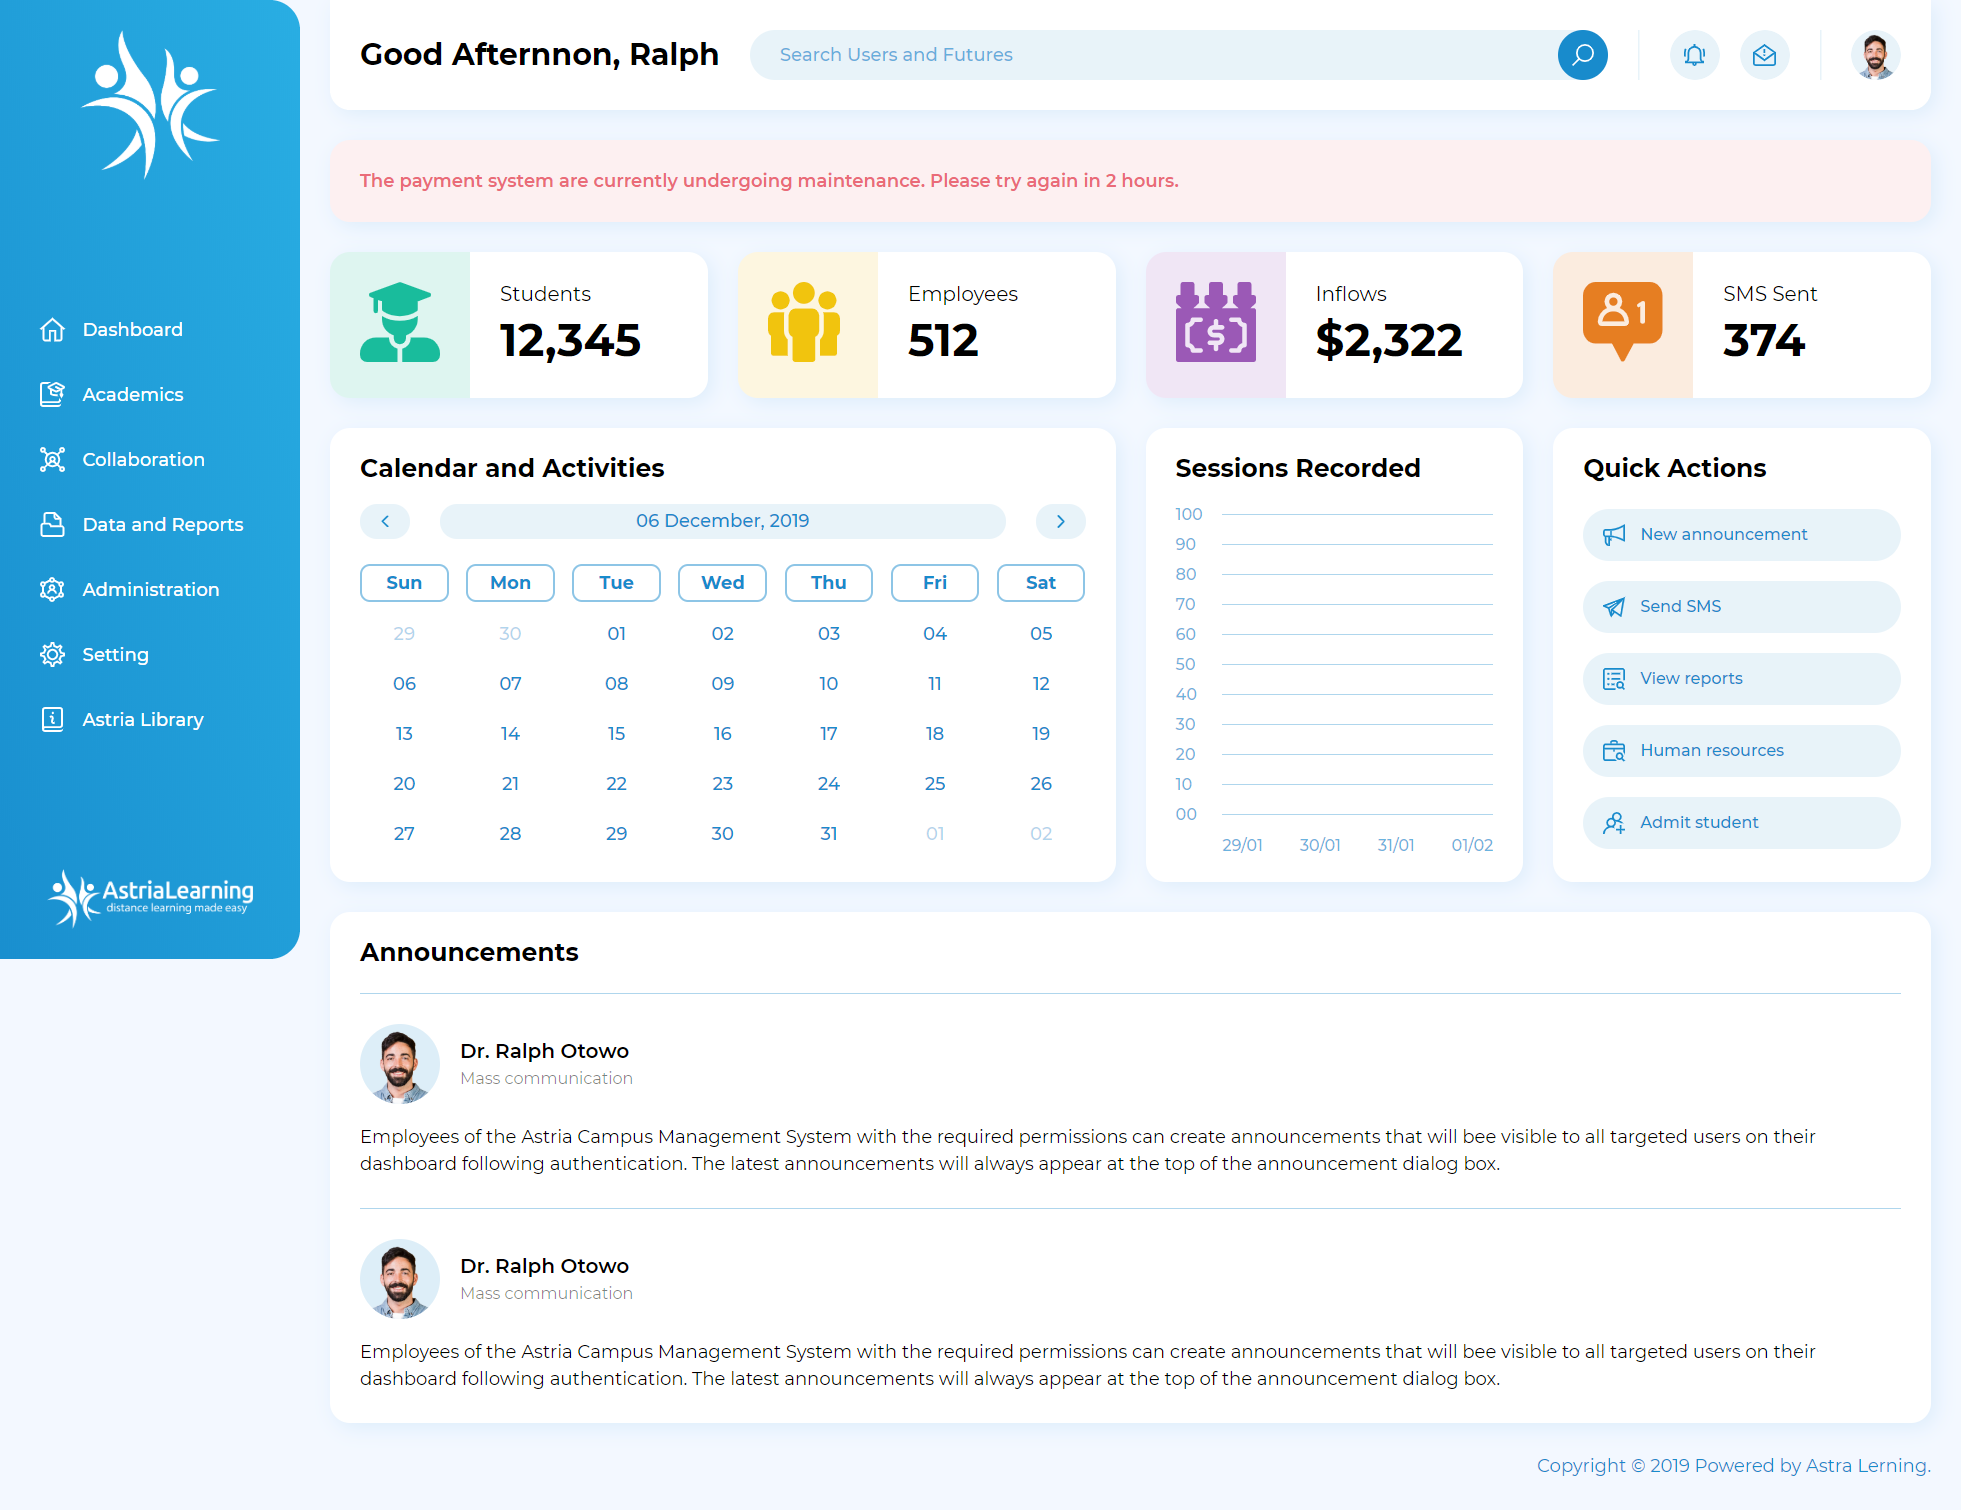 Good Afternnon, Ralph
Search Users and Futures
The payment system are currently undergoing maintenance. Please try again in 2 hours.
Dashboard
Academics
Collaboration
Data and Reports
Administration
Setting
Astria Library
AstriaLearning
distance learning made easy
Students
12,345
Employees
512
Inflows
$2,322
$
SMS Sent
374
1
Calendar and Activities
06 December, 2019
Sun Mon Tue Wed Thu Fri Sat
29 30 01 02 03 04 05
06 07 08 09 10 11 12
13 14 15 16 17 18 19
20 21 22 23 24 25 26
27 28 29 30 31 01 02
Sessions Recorded
100
90
80
70
60
50
40
30
20
10
00
29/01 30/01 31/01 01/02
Quick Actions
New announcement
Send SMS
View reports
Human resources
Admit student
Announcements
Dr. Ralph Otowo
Mass communication
Employees of the Astria Campus Management System with the required permissions can create announcements that will bee visible to all targeted users on their
dashboard following authentication. The latest announcements will always appear at the top of the announcement dialog box.
Dr. Ralph Otowo
Mass communication
Employees of the Astria Campus Management System with the required permissions can create announcements that will bee visible to all targeted users on their
dashboard following authentication. The latest announcements will always appear at the top of the announcement dialog box.
Copyright © 2019 Powered by Astra Lerning.